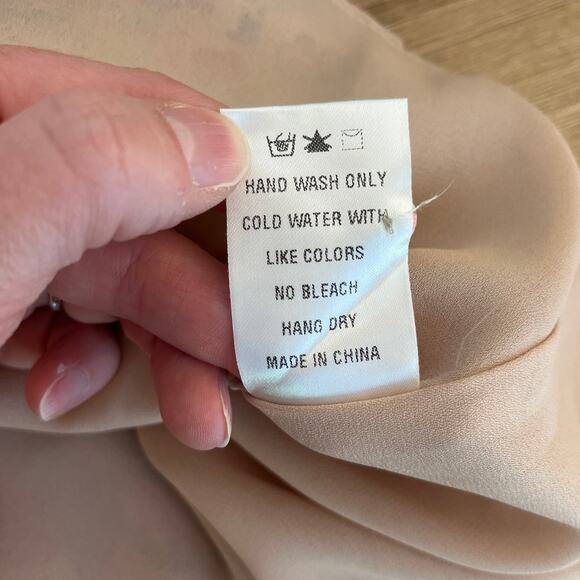 HAND WASH ONLY
COLD WATER WITH
LIKE COLORS
NO BLEACH
HANG DRY
MADE IN CHINA